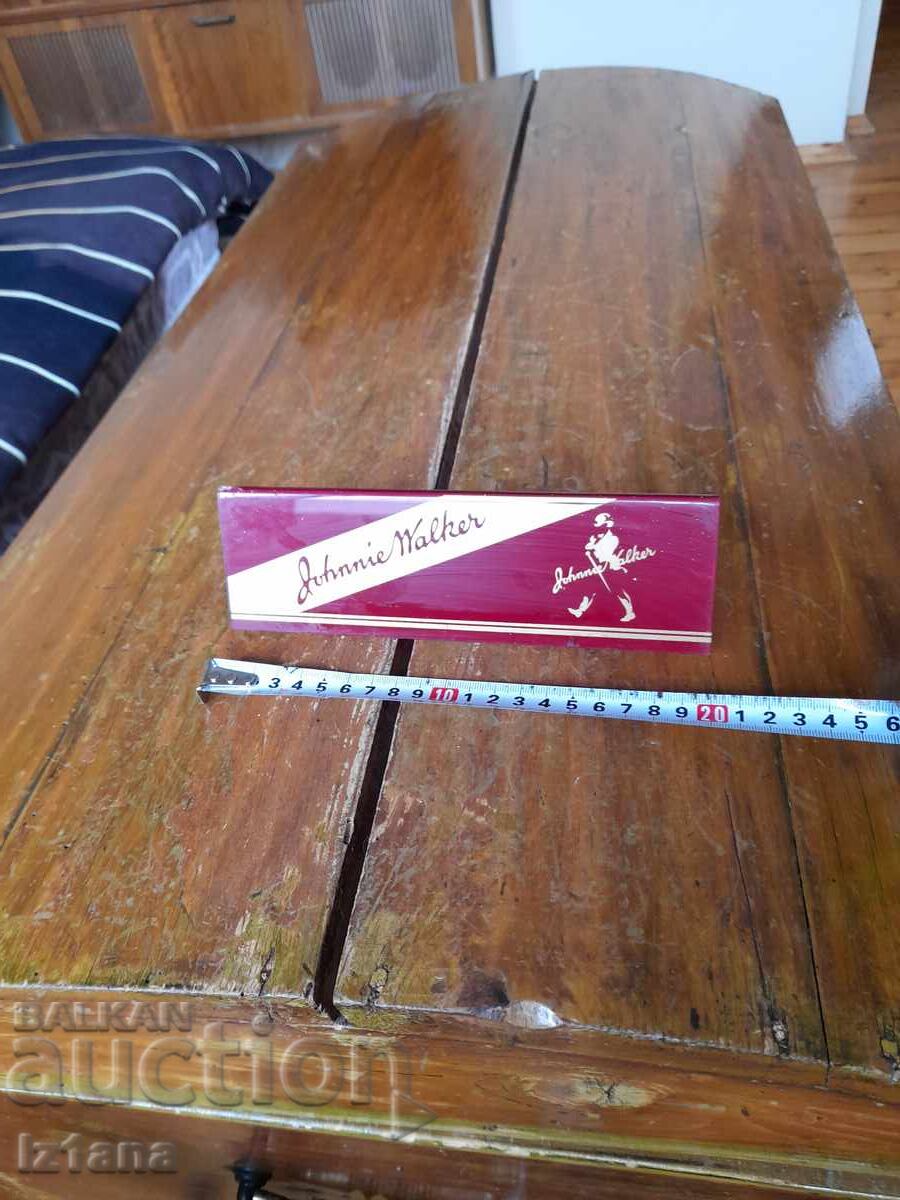 Johnnie Walker
Johnnie Walker
3 4 5 6 7 8 9 10 1 2 3 4 5 6 7 8 9 20 1 2 3 4 5 6
BALKAN
auction
iz1ana